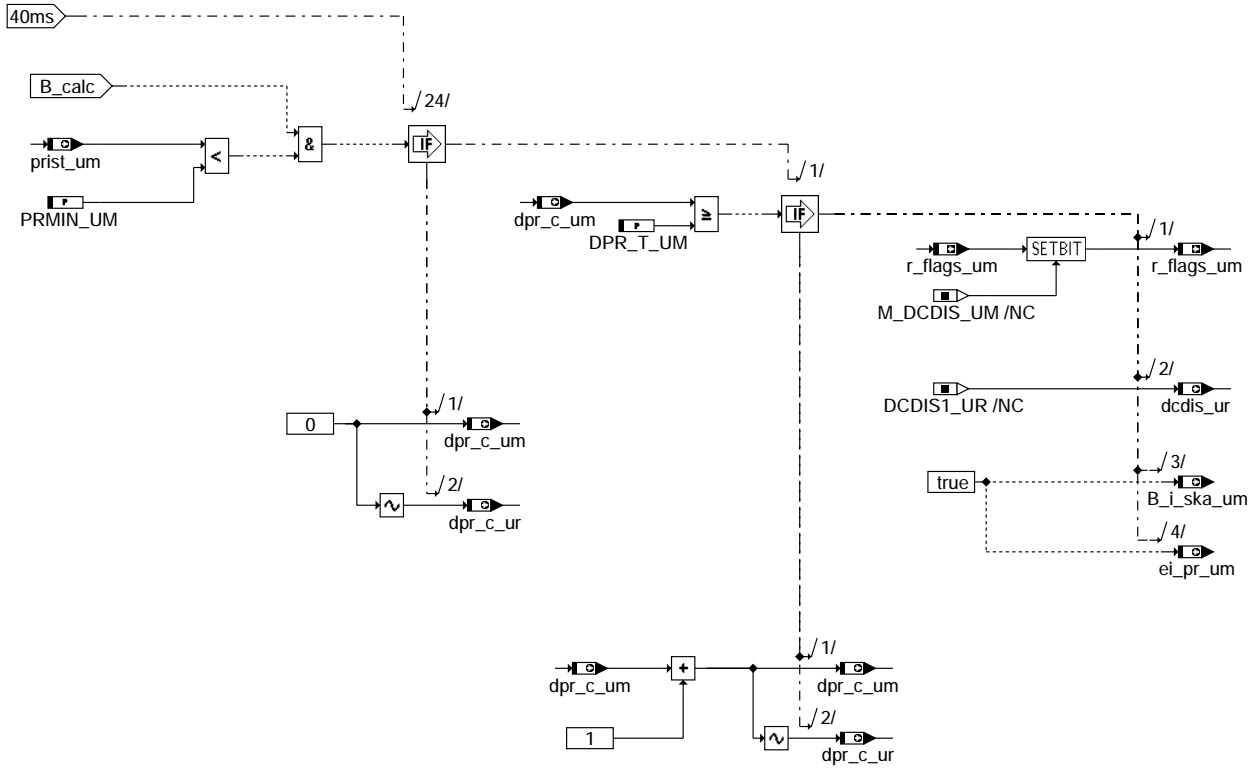 40ms
/24/
B_calc
&
IF
prist_um
<
P
PRMIN_UM
/1/
dpr_c_um
P
DPR_T_UM
≥
IF
/1/
r_flags_um
SETBIT
r_flags_um
M_DCDIS_UM /NC
/2/
DCDIS1_UR /NC
dcdis_ur
0
/1/
dpr_c_um
/2/
~
dpr_c_ur
true
/3/
B_i_ska_um
/4/
ei_pr_um
/1/
dpr_c_um
+
dpr_c_um
1
/2/
~
dpr_c_ur